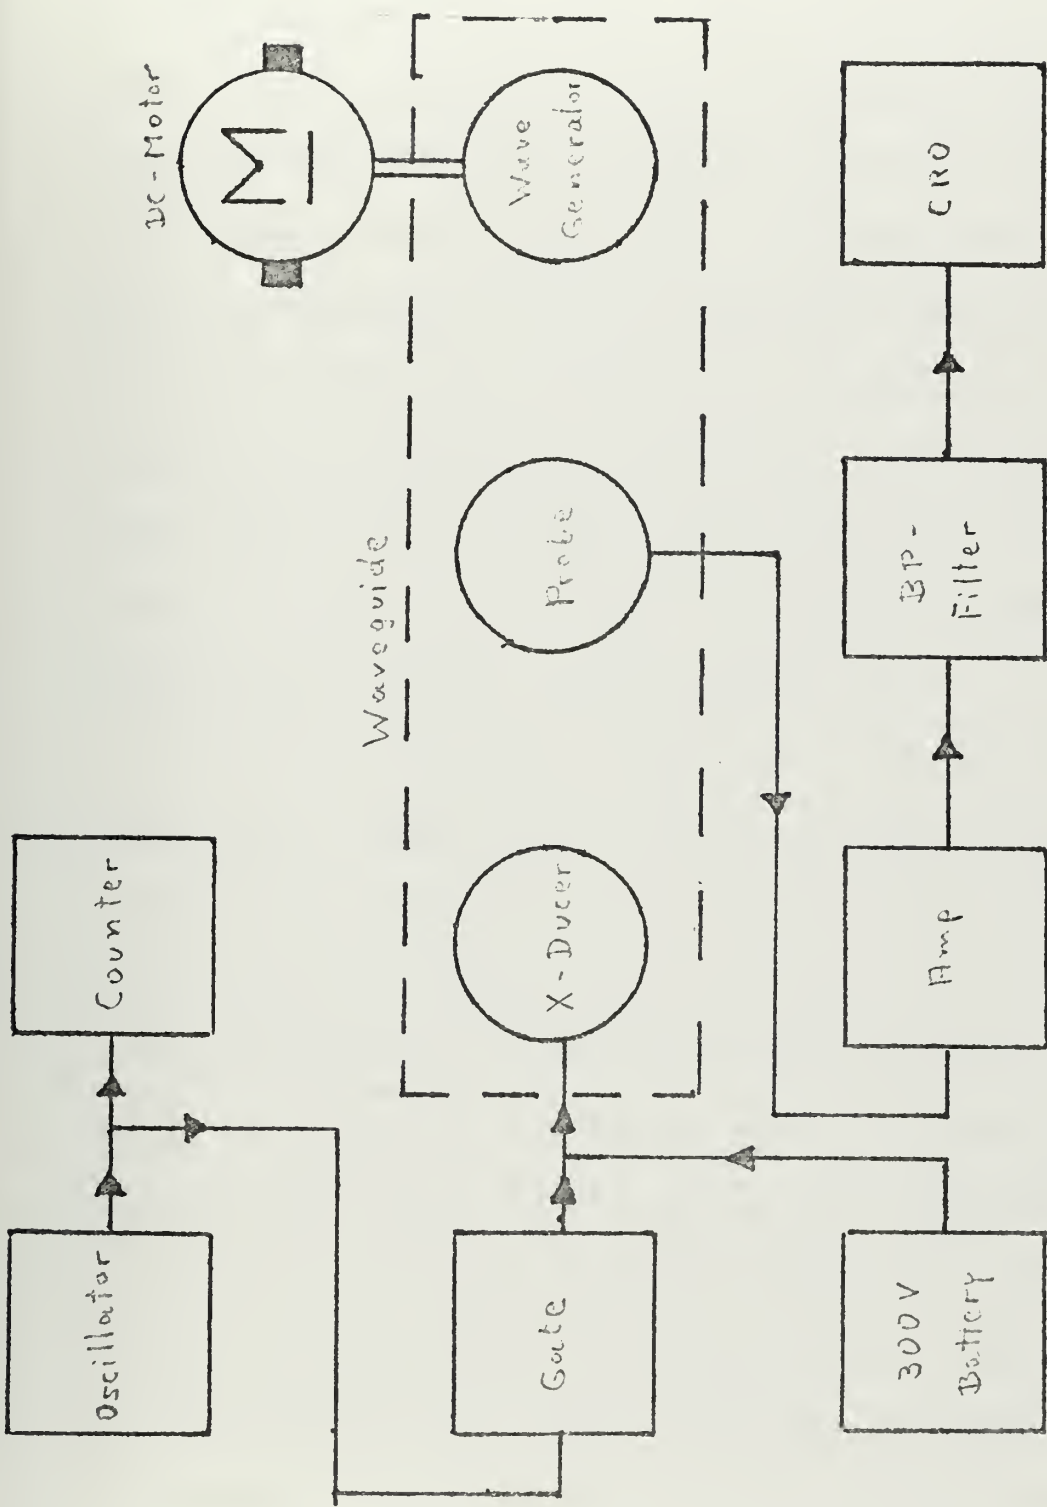 Oscillator
Counter
DC-Motor
M
Waveguide
Gate
X-Ducer
Probe
Wave
Generator
300V
Battery
Amp
BP-
Filter
CRO